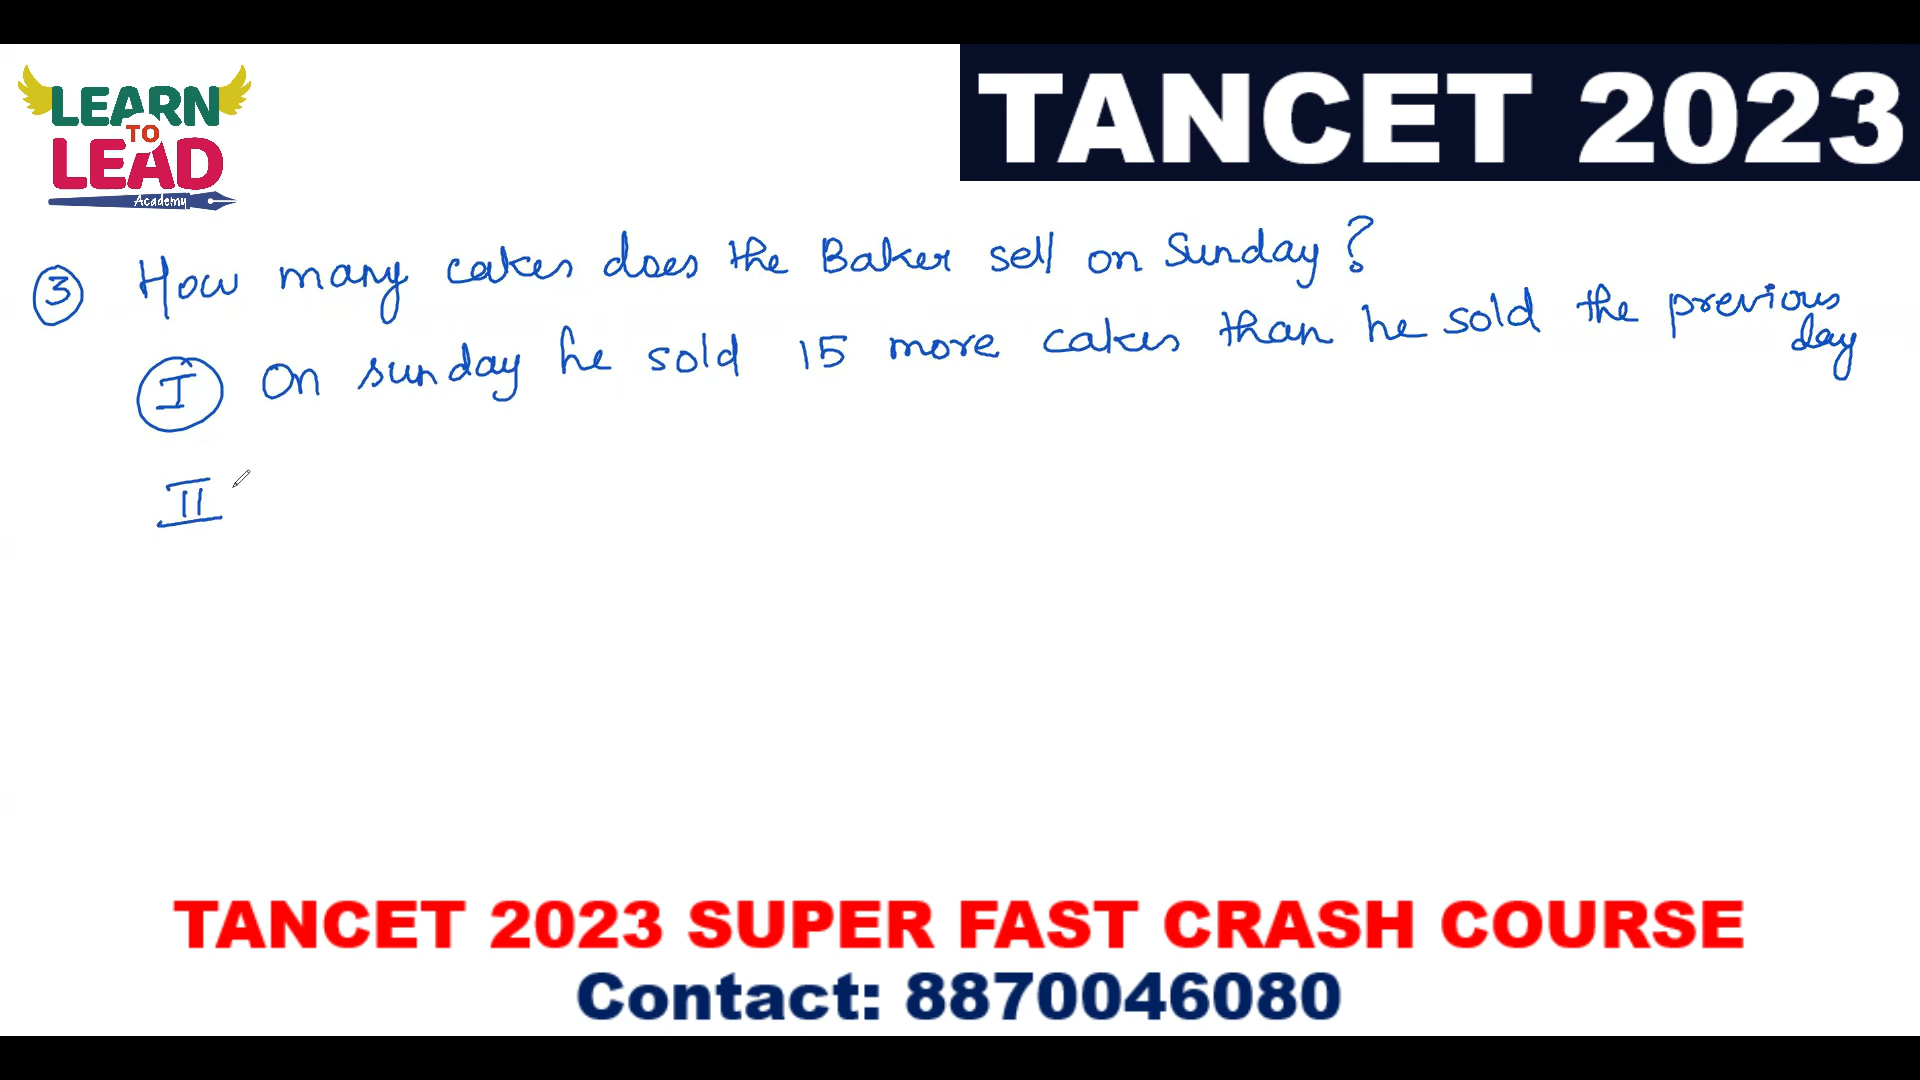 LEARN
TO
LEAD
Academy
TANCET 2023
3 How many cakes does the Baker sell on Sunday?
I On sunday he sold 15 more cakes than he sold the previous
day
II
TANCET 2023 SUPER FAST CRASH COURSE
Contact: 8870046080